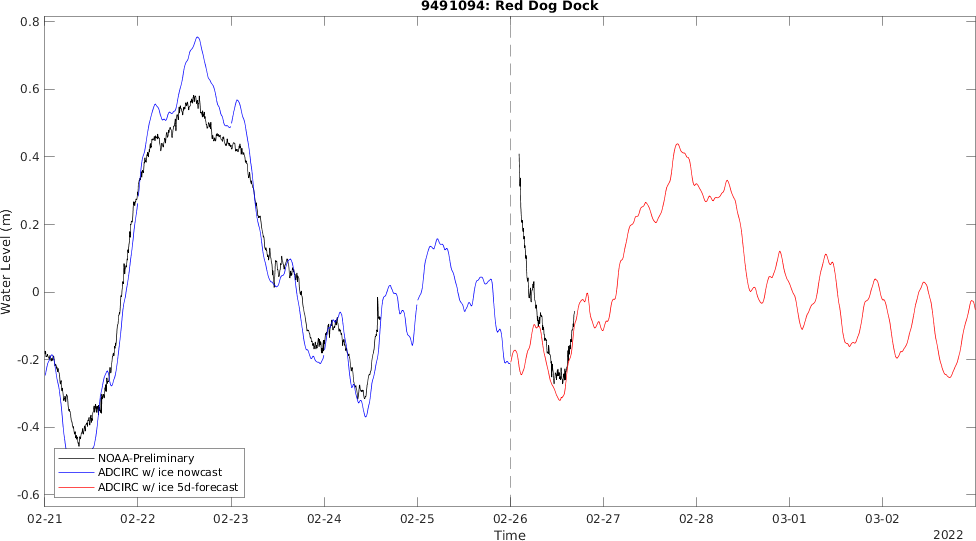 9491094: Red Dog Dock
0.8
0.6
0.4
0.2
0
-0.2
-0.4
-0.6
Water Level (m)
NOAA-Preliminary
ADCIRC w/ ice nowcast
ADCIRC w/ ice 5d-forecast
02-21 02-22 02-23 02-24 02-25 02-26 02-27 02-28 03-01 03-02
Time
2022